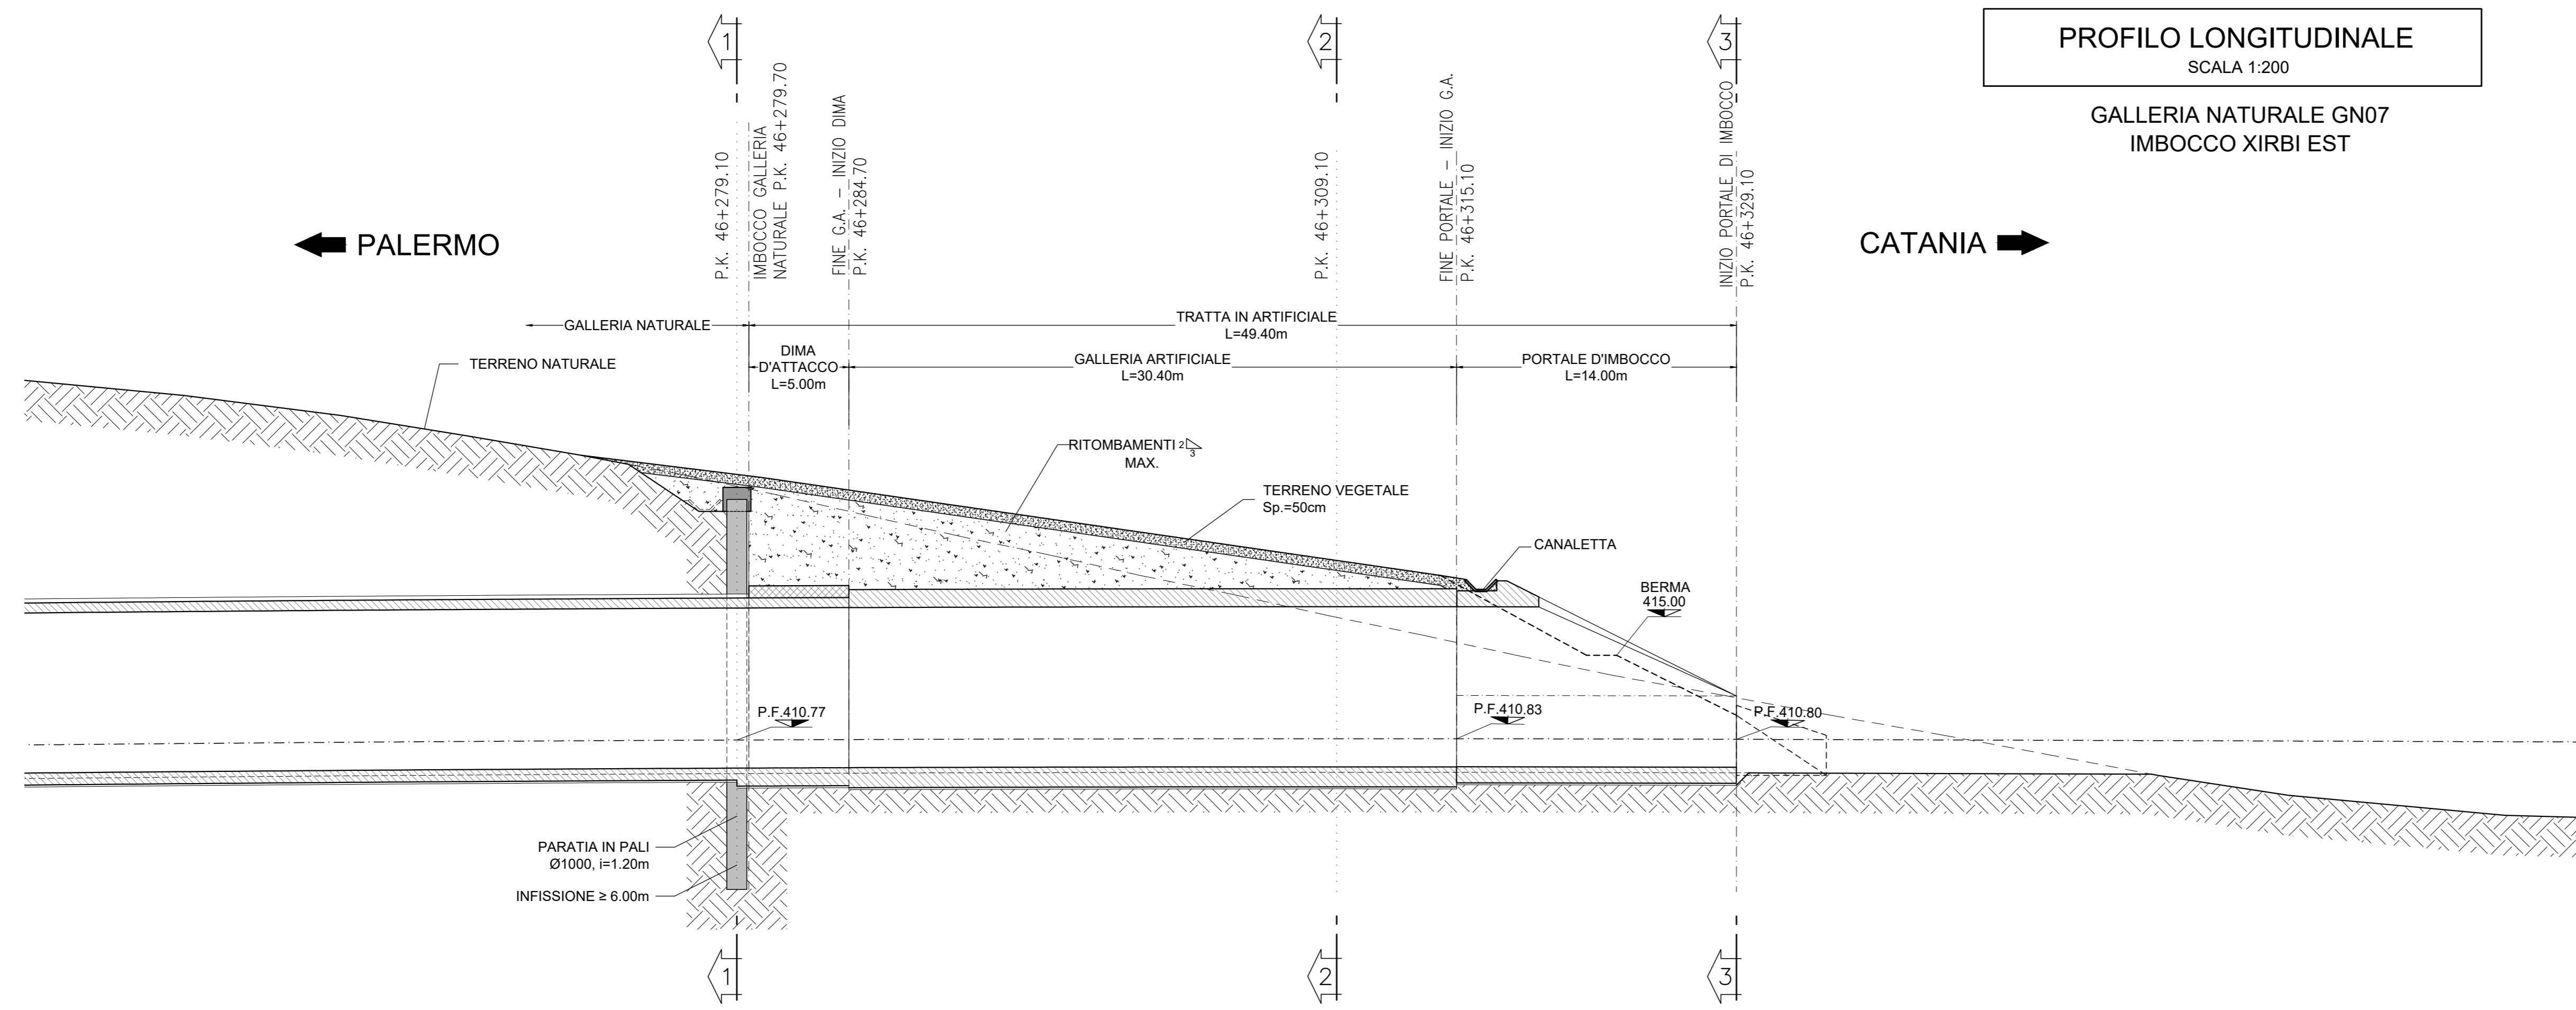 1
2
3
PROFILO LONGITUDINALE
SCALA 1:200
GALLERIA NATURALE GN07
IMBOCCO XIRBI EST
P.K. 46+279.10
IMBOCCO GALLERIA
NATURALE P.K. 46+279.70
FINE G.A. – INIZIO DIMA
P.K. 46+284.70
P.K. 46+309.10
FINE PORTALE – INIZIO G.A.
P.K. 46+315.10
INIZIO PORTALE DI IMBOCCO
P.K. 46+329.10
PALERMO
CATANIA
GALLERIA NATURALE
TRATTA IN ARTIFICIALE
L=49.40m
DIMA
D'ATTACCO
L=5.00m
GALLERIA ARTIFICIALE
L=30.40m
PORTALE D'IMBOCCO
L=14.00m
TERRENO NATURALE
RITOMBAMENTI 2
3
MAX.
TERRENO VEGETALE
Sp.=50cm
CANALETTA
BERMA
415.00
P.F.410.77
P.F.410.83
P.F.410.80
PARATIA IN PALI
Ø1000, i=1.20m
INFISSIONE ≥ 6.00m
1
2
3